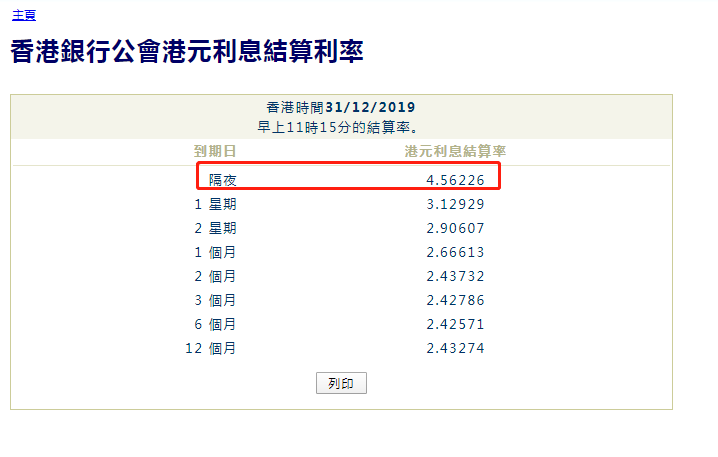 主頁
香港銀行公會港元利息結算利率
香港時間31/12/2019
早上11時15分的結算率。
到期日 港元利息結算率
隔夜 4.56226
1 星期 3.12929
2 星期 2.90607
1 個月 2.66613
2 個月 2.43732
3 個月 2.42786
6 個月 2.42571
12 個月 2.43274
列印